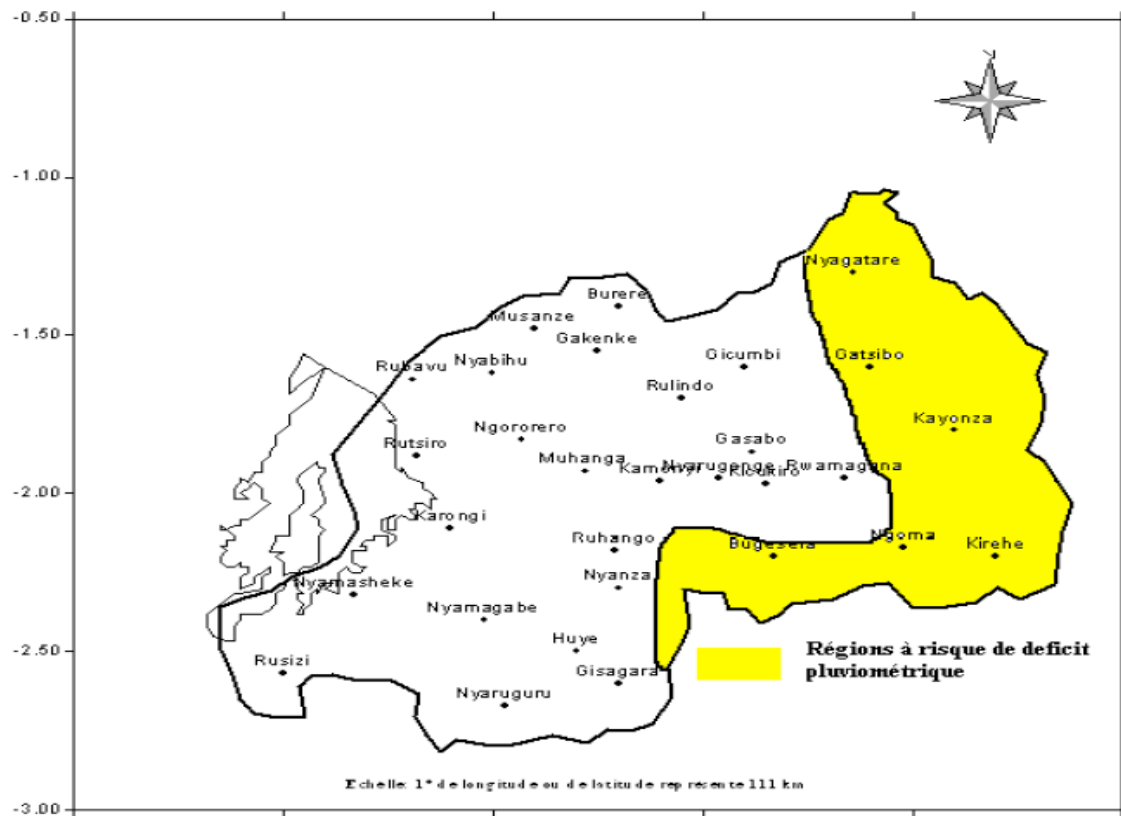 -0.50
-1.00
-1.50
-2.00
-2.50
-3.00
Nyagatare
Burere
Musanze
Gakenke
Gicumbi
Gatsibo
Rubavu
Nyabihu
Rulindo
Kayonza
Ngororero
Rutsiro
Gasabo
Muhanga
Kamonyi
Nyarugenge
Kicukiro
Rwamagana
Karongi
Ruhango
Bugesera
Ngoma
Kirehe
Nyamasheke
Nyanza
Nyamagabe
Huye
Rusizi
Gisagara
Nyaruguru
Régions à risque de deficit
pluviométrique
Echelle: 1° de longitude ou de latitude représente 111 km